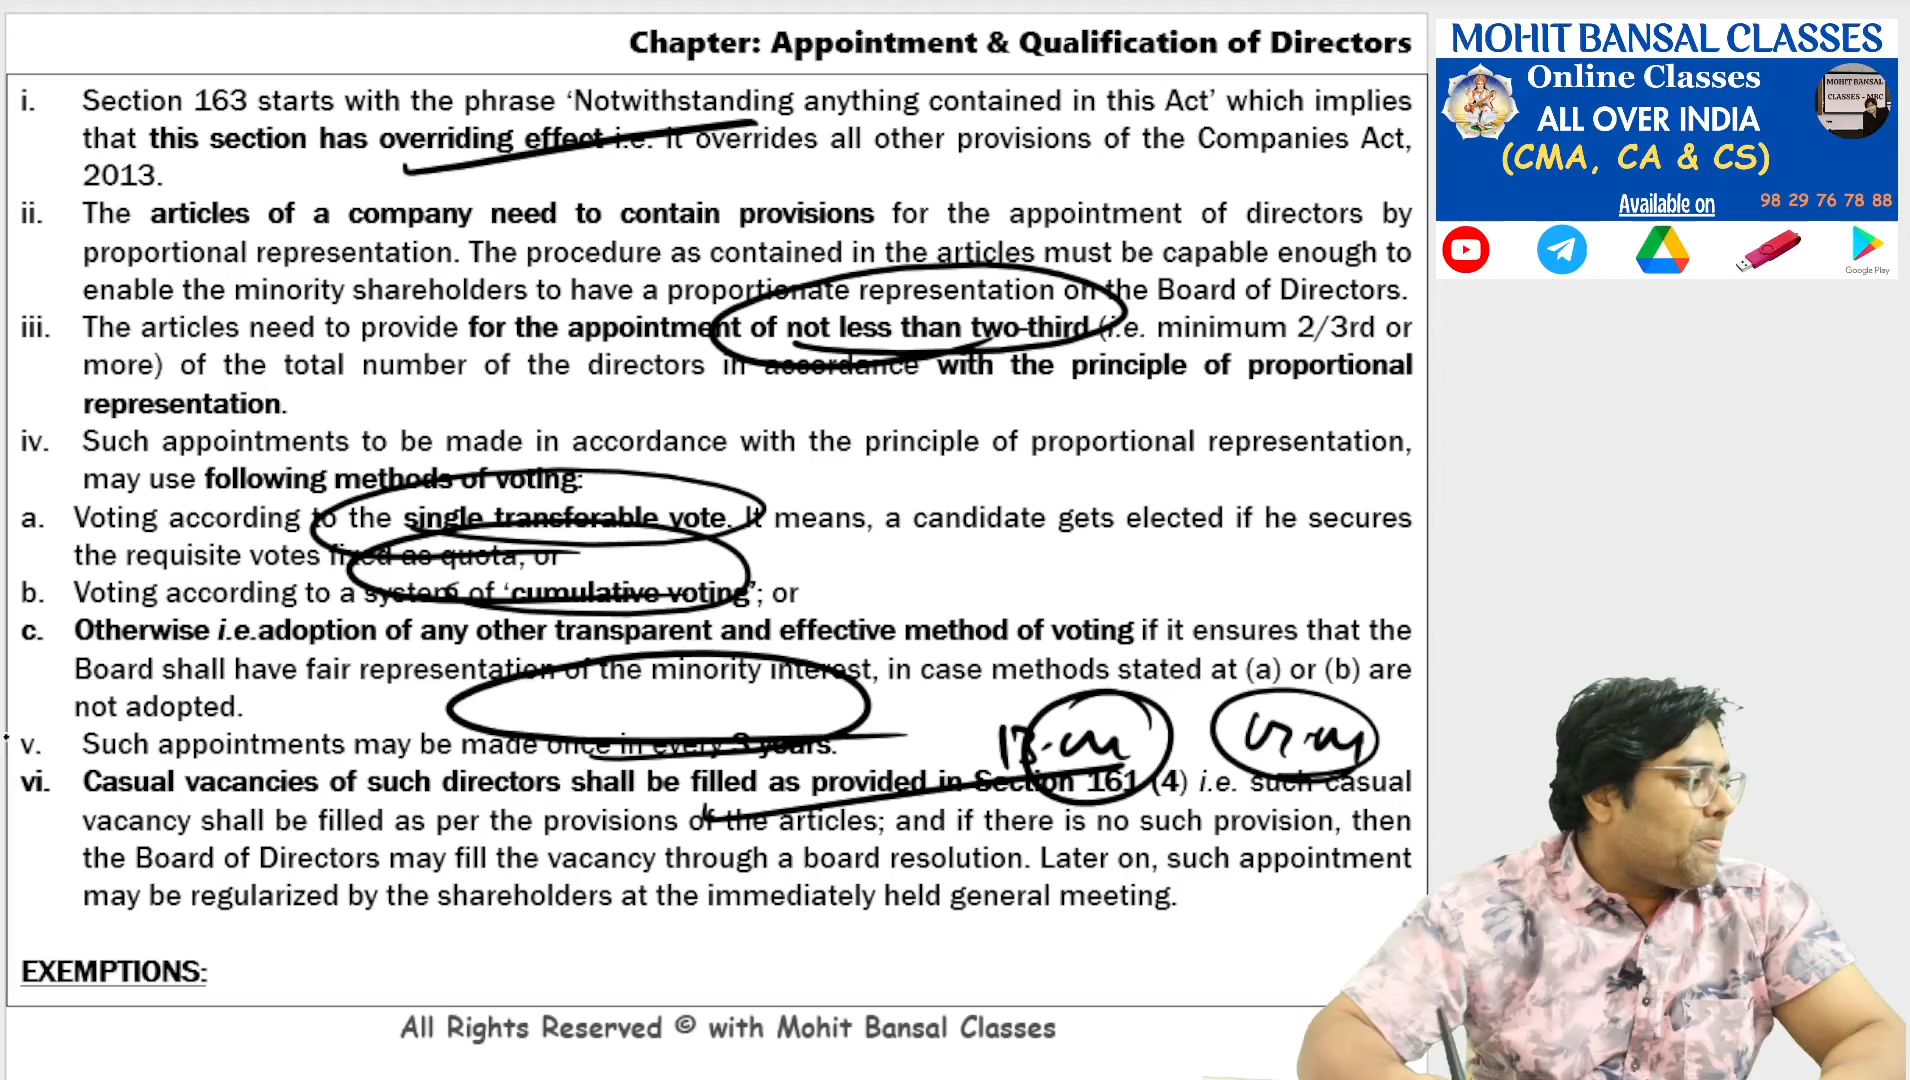 Chapter: Appointment & Qualification of Directors
i. Section 163 starts with the phrase ‘Notwithstanding anything contained in this Act’ which implies
that this section has overriding effect i.e. it overrides all other provisions of the Companies Act,
2013.
ii. The articles of a company need to contain provisions for the appointment of directors by
proportional representation. The procedure as contained in the articles must be capable enough to
enable the minority shareholders to have a proportionate representation on the Board of Directors.
iii. The articles need to provide for the appointment of not less than two-third (i.e. minimum 2/3rd or
more) of the total number of the directors in accordance with the principle of proportional
representation.
iv. Such appointments to be made in accordance with the principle of proportional representation,
may use following methods of voting:
a. Voting according to the single transferable vote. It means, a candidate gets elected if he secures
the requisite votes fixed as quota; or
b. Voting according to a system of ‘cumulative voting’; or
c. Otherwise i.e.adoption of any other transparent and effective method of voting if it ensures that the
Board shall have fair representation of the minority interest, in case methods stated at (a) or (b) are
not adopted.
v. Such appointments may be made once in every 3 years.
vi. Casual vacancies of such directors shall be filled as provided in Section 161 (4) i.e. such casual
vacancy shall be filled as per the provisions of the articles; and if there is no such provision, then
the Board of Directors may fill the vacancy through a board resolution. Later on, such appointment
may be regularized by the shareholders at the immediately held general meeting.
EXEMPTIONS:
All Rights Reserved © with Mohit Bansal Classes
MOHIT BANSAL CLASSES
Online Classes
ALL OVER INDIA
(CMA, CA & CS)
Available on 98 29 76 78 88
MOHIT BANSAL
CLASSES - MBC
Google Play